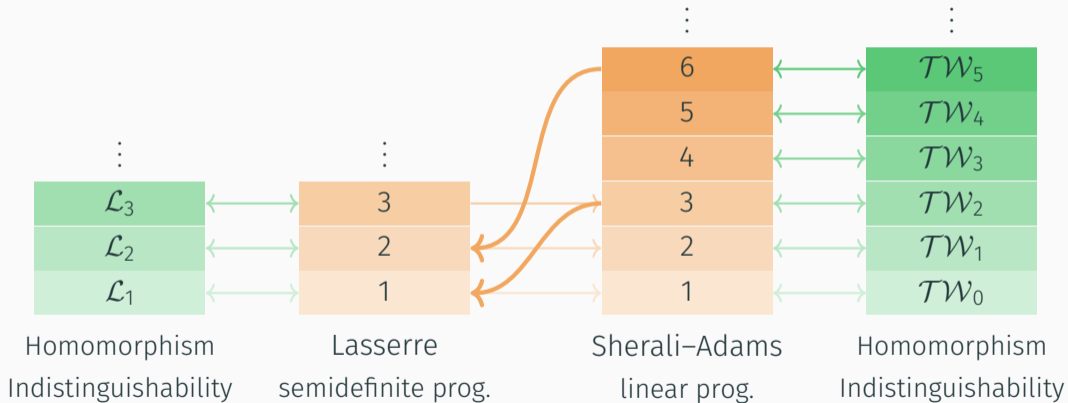 ⋮ ⋮
6 𝒯𝒲₅
5 𝒯𝒲₄
⋮ ⋮ 4 𝒯𝒲₃
ℒ₃ 3 3 𝒯𝒲₂
ℒ₂ 2 2 𝒯𝒲₁
ℒ₁ 1 1 𝒯𝒲₀
Homomorphism Lasserre Sherali–Adams Homomorphism
Indistinguishability semidefinite prog. linear prog. Indistinguishability